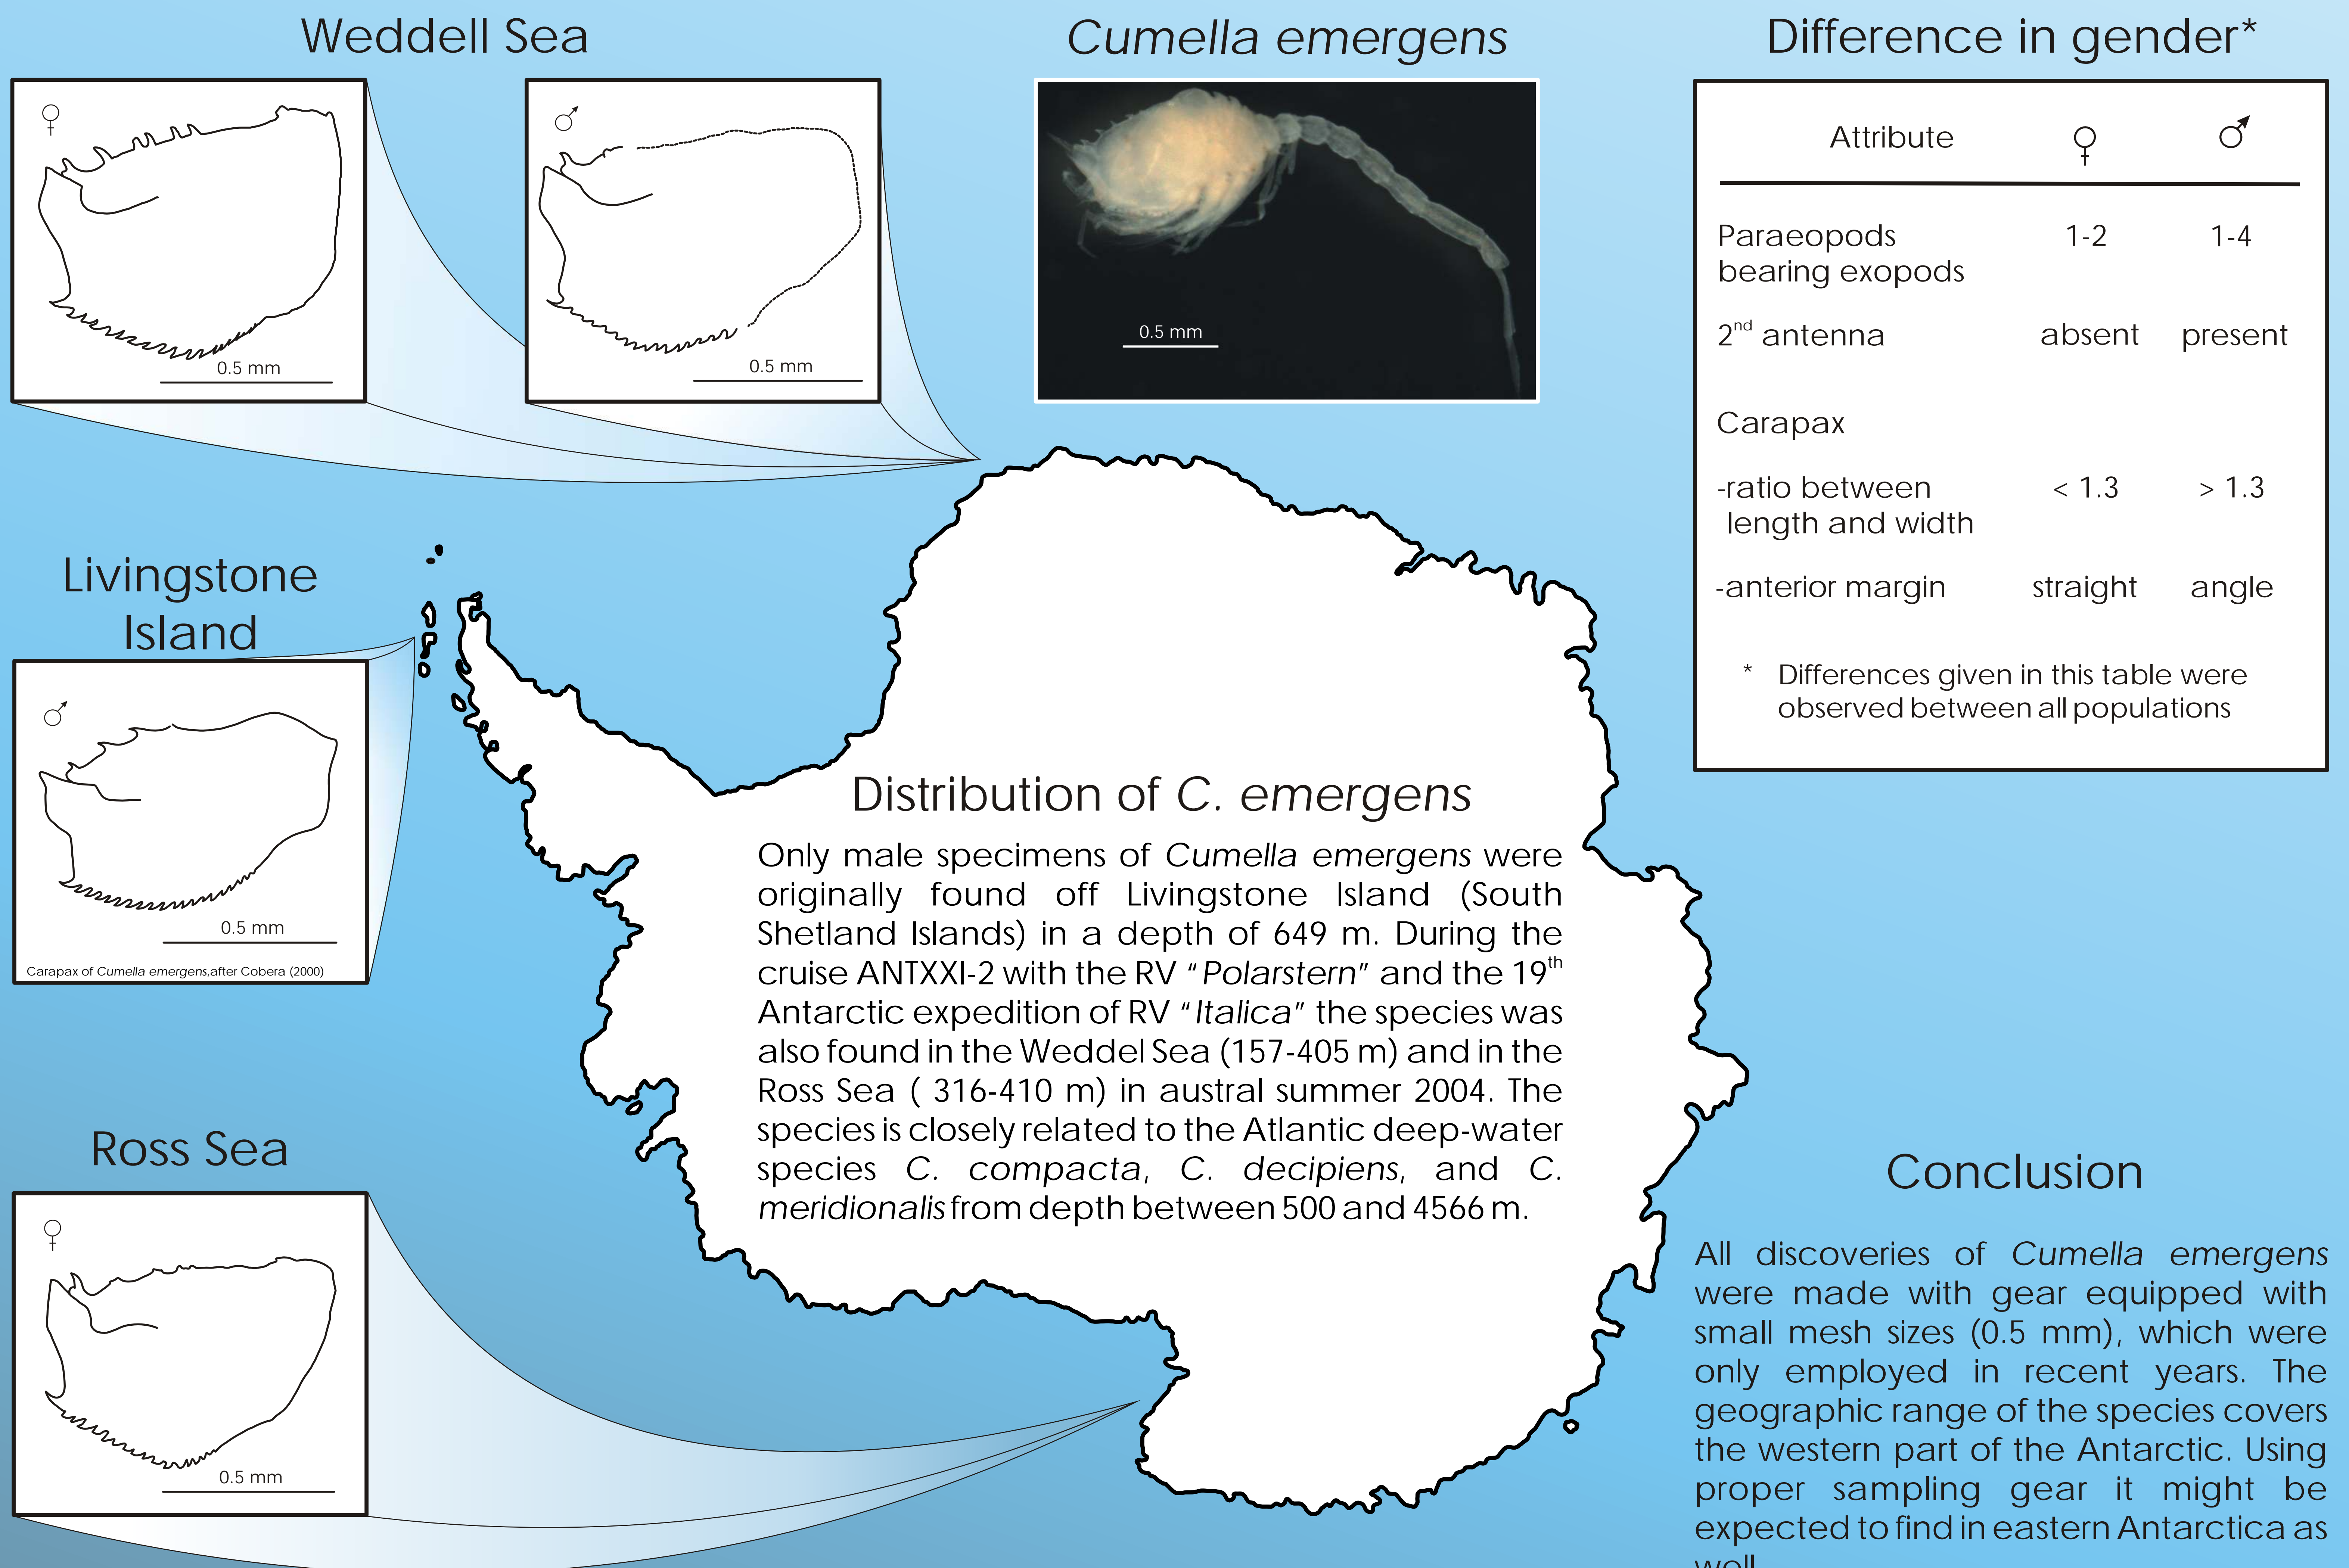 Weddell Sea
♀
0.5 mm
♂
0.5 mm
Cumella emergens
0.5 mm
Difference in gender*
Attribute ♀ ♂
Paraeopods 1-2 1-4
bearing exopods
2nd antenna absent present
Carapax
-ratio between < 1.3 > 1.3
length and width
-anterior margin straight angle
* Differences given in this table were
observed between all populations
Livingstone
Island
♂
0.5 mm
Carapax of Cumella emergens,after Cobera (2000)
Ross Sea
♀
0.5 mm
Distribution of C. emergens
Only male specimens of Cumella emergens were
originally found off Livingstone Island (South
Shetland Islands) in a depth of 649 m. During the
cruise ANTXXI-2 with the RV “Polarstern” and the 19th
Antarctic expedition of RV “Italica” the species was
also found in the Weddel Sea (157-405 m) and in the
Ross Sea ( 316-410 m) in austral summer 2004. The
species is closely related to the Atlantic deep-water
species C. compacta, C. decipiens, and C.
meridionalis from depth between 500 and 4566 m.
Conclusion
All discoveries of Cumella emergens
were made with gear equipped with
small mesh sizes (0.5 mm), which were
only employed in recent years. The
geographic range of the species covers
the western part of the Antarctic. Using
proper sampling gear it might be
expected to find in eastern Antarctica as
well